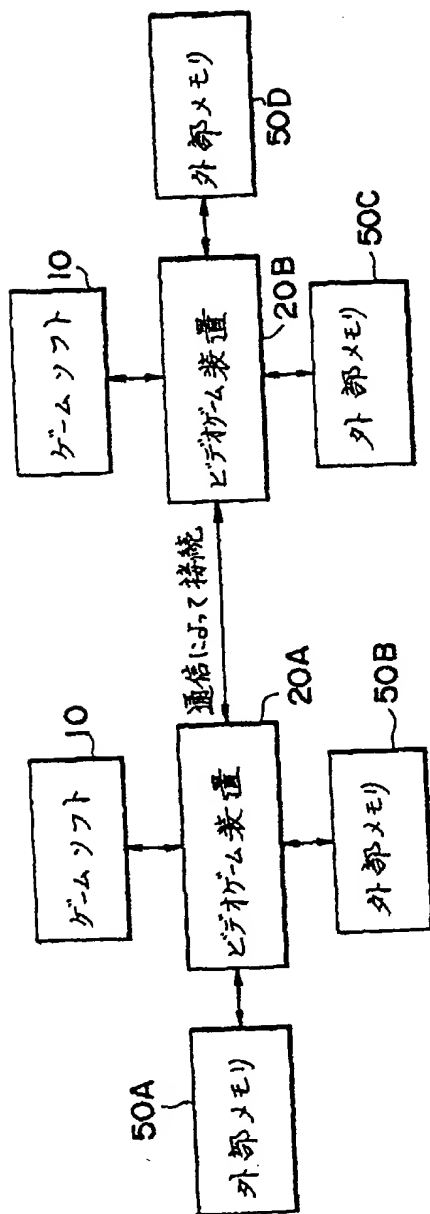 10
ゲームソフト
10
ゲームソフト
50A
外部メモリ
ビデオゲーム装置
20A
通信によって接続
ビデオゲーム装置
20B
外部メモリ
50D
外部メモリ
50B
外部メモリ
50C